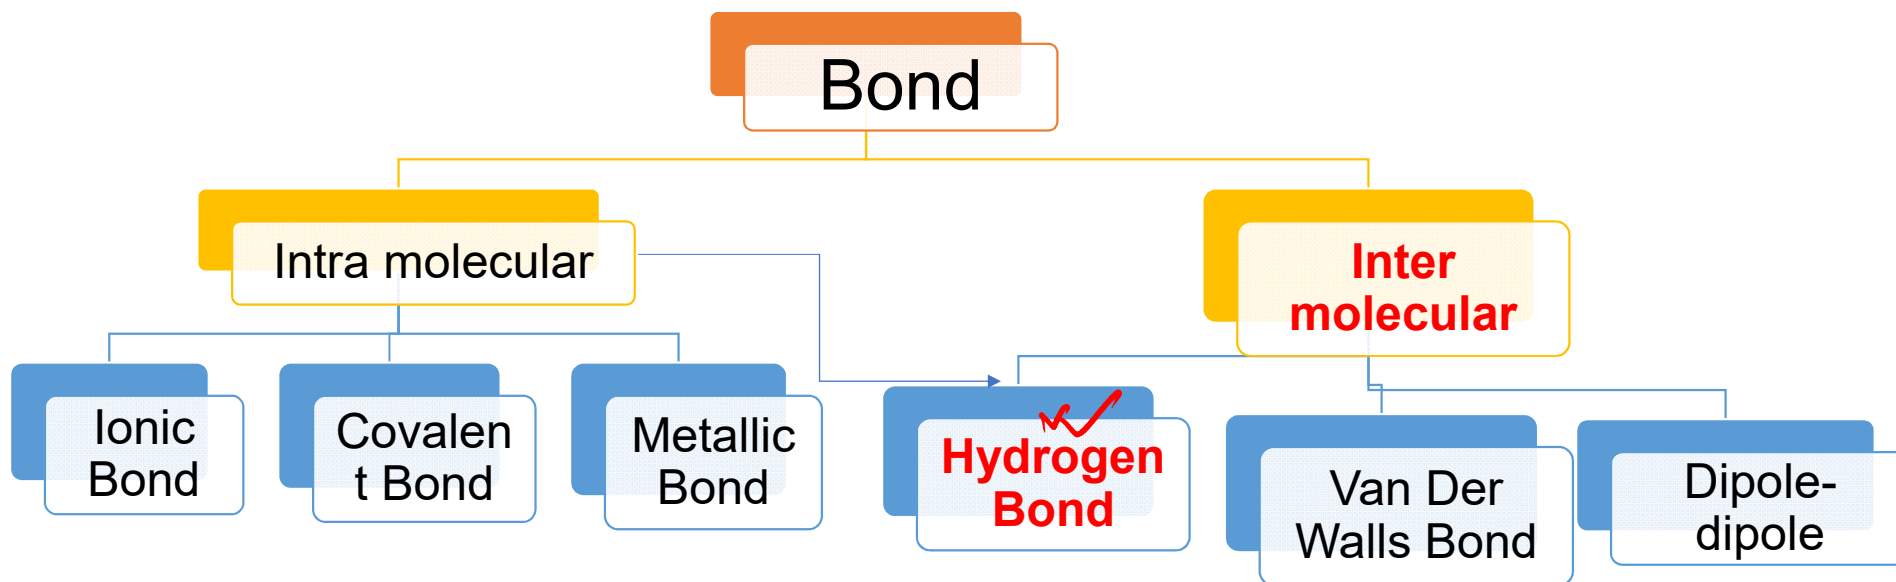 Bond
Intra molecular
Inter
molecular
Ionic
Bond
Covalen
t Bond
Metallic
Bond
Hydrogen
Bond
Van Der
Walls Bond
Dipole-
dipole